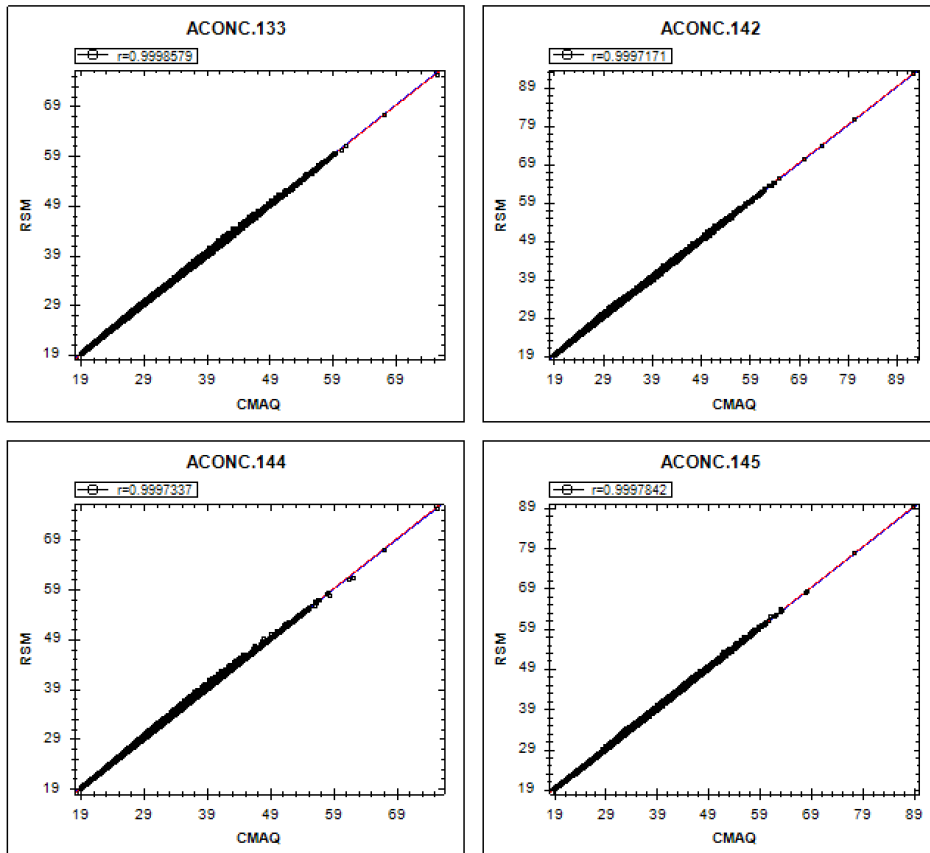 ACONC.133
r=0.9998579
69
59
49
39
29
19
RSM
19 29 39 49 59 69
CMAQ
ACONC.142
r=0.9997171
89
79
69
59
49
39
29
19
RSM
19 29 39 49 59 69 79 89
CMAQ
ACONC.144
r=0.9997337
69
59
49
39
29
19
RSM
19 29 39 49 59 69
CMAQ
ACONC.145
r=0.9997842
89
79
69
59
49
39
29
19
RSM
19 29 39 49 59 69 79 89
CMAQ